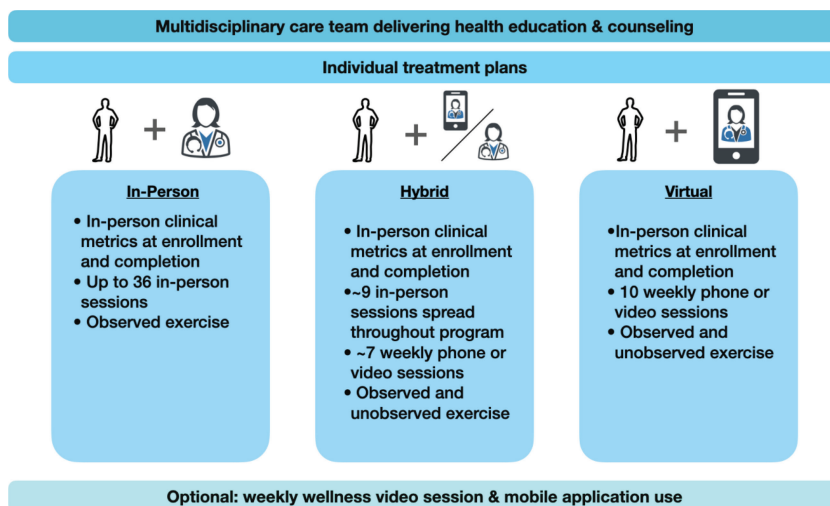 Multidisciplinary care team delivering health education & counseling
Individual treatment plans
In-Person
• In-person clinical
metrics at enrollment
and completion
• Up to 36 in-person
sessions
• Observed exercise
Hybrid
• In-person clinical
metrics at enrollment
and completion
•~9 in-person
sessions spread
throughout program
• ~7 weekly phone or
video sessions
• Observed and
unobserved exercise
Virtual
•In-person clinical
metrics at enrollment
and completion
• 10 weekly phone or
video sessions
• Observed and
unobserved exercise
Optional: weekly wellness video session & mobile application use